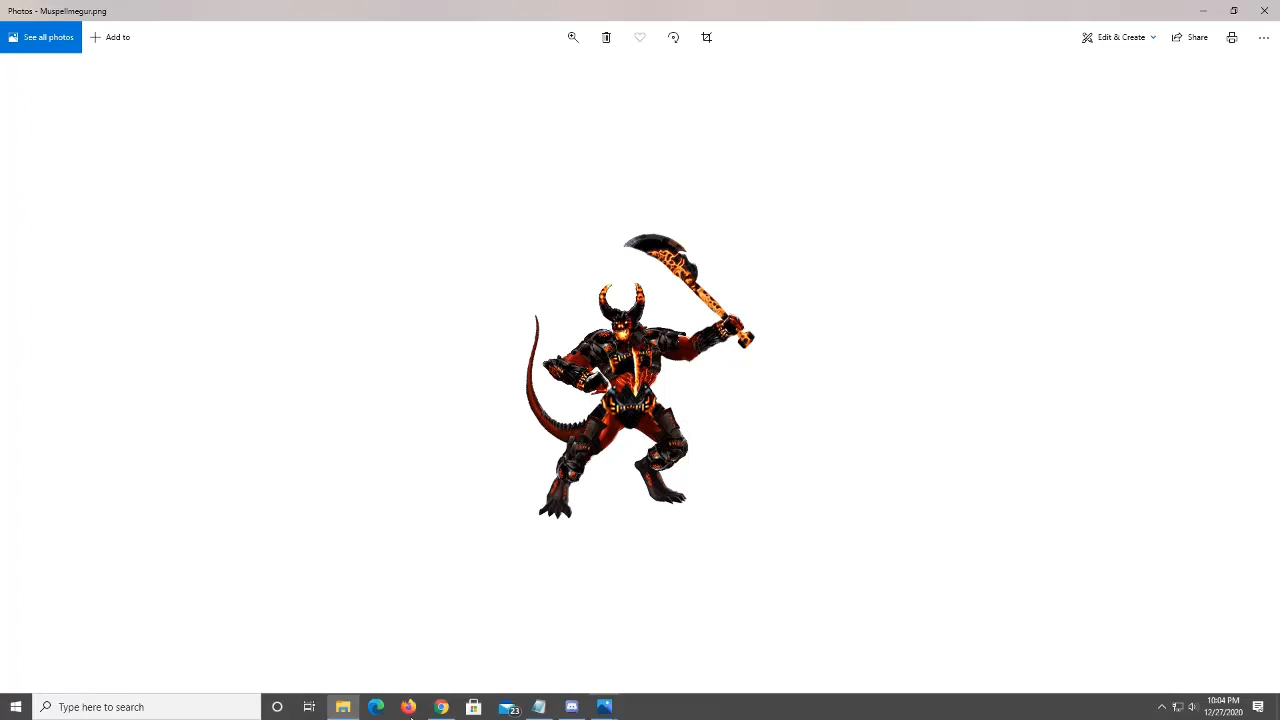 Photos - Muspellmegur.png
See all photos
Add to
Edit & Create
Share
Type here to search
23
10:04 PM
12/27/2020